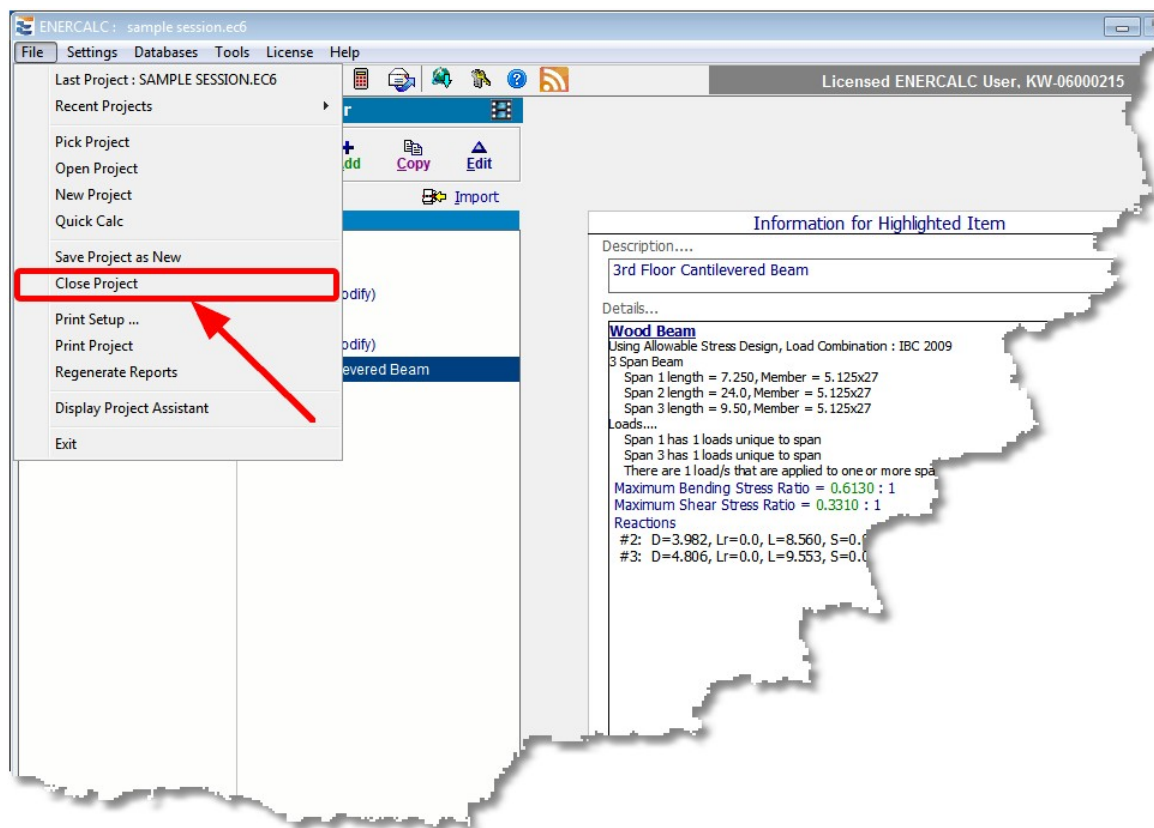 ENERCALC : sample session.ec6
File Settings Databases Tools License Help
Licensed ENERCALC User, KW-06000215
Last Project : SAMPLE SESSION.EC6
Recent Projects
Pick Project
Open Project
New Project
Quick Calc
Save Project as New
Close Project
Print Setup ...
Print Project
Regenerate Reports
Display Project Assistant
Exit
r
dd Copy Edit
Import
odify)
odify)
evered Beam
Information for Highlighted Item
Description....
3rd Floor Cantilevered Beam
Details...
Wood Beam
Using Allowable Stress Design, Load Combination : IBC 2009
3 Span Beam
Span 1 length = 7.250, Member = 5.125x27
Span 2 length = 24.0, Member = 5.125x27
Span 3 length = 9.50, Member = 5.125x27
Loads....
Span 1 has 1 loads unique to span
Span 3 has 1 loads unique to span
There are 1 load/s that are applied to one or more spa
Maximum Bending Stress Ratio = 0.6130 : 1
Maximum Shear Stress Ratio = 0.3310 : 1
Reactions
#2: D=3.982, Lr=0.0, L=8.560, S=0.0
#3: D=4.806, Lr=0.0, L=9.553, S=0.0